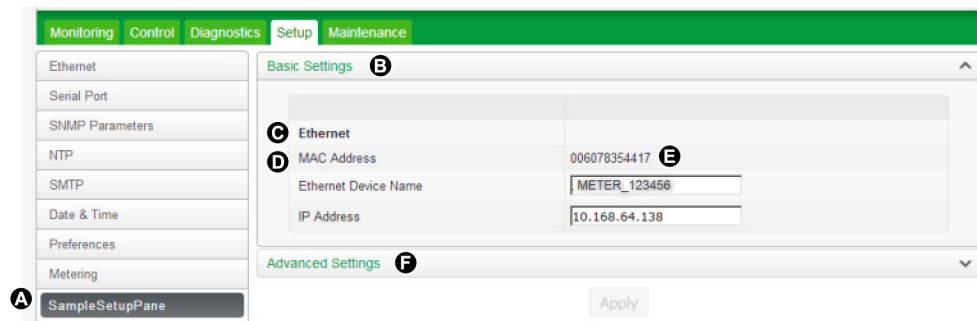 Monitoring Control Diagnostics Setup Maintenance
Ethernet
Serial Port
SNMP Parameters
NTP
SMTP
Date & Time
Preferences
Metering
A SampleSetupPane
Basic Settings B
C Ethernet
D MAC Address 006078354417 E
Ethernet Device Name METER_123456
IP Address 10.168.64.138
Advanced Settings F
Apply